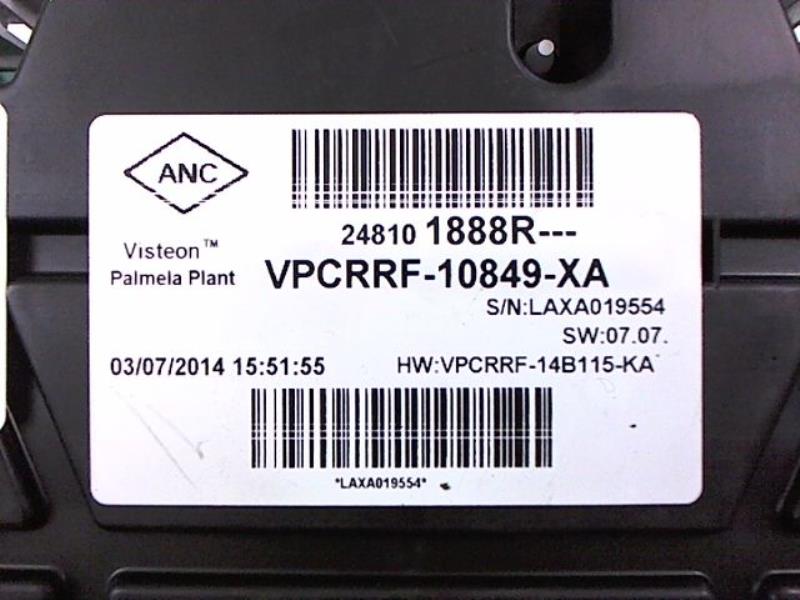 ANC
24810 1888R---
Visteon™
Palmela Plant
VPCRRF-10849-XA
S/N:LAXA019554
SW:07.07.
03/07/2014 15:51:55
HW:VPCRRF-14B115-KA
*LAXA019554*